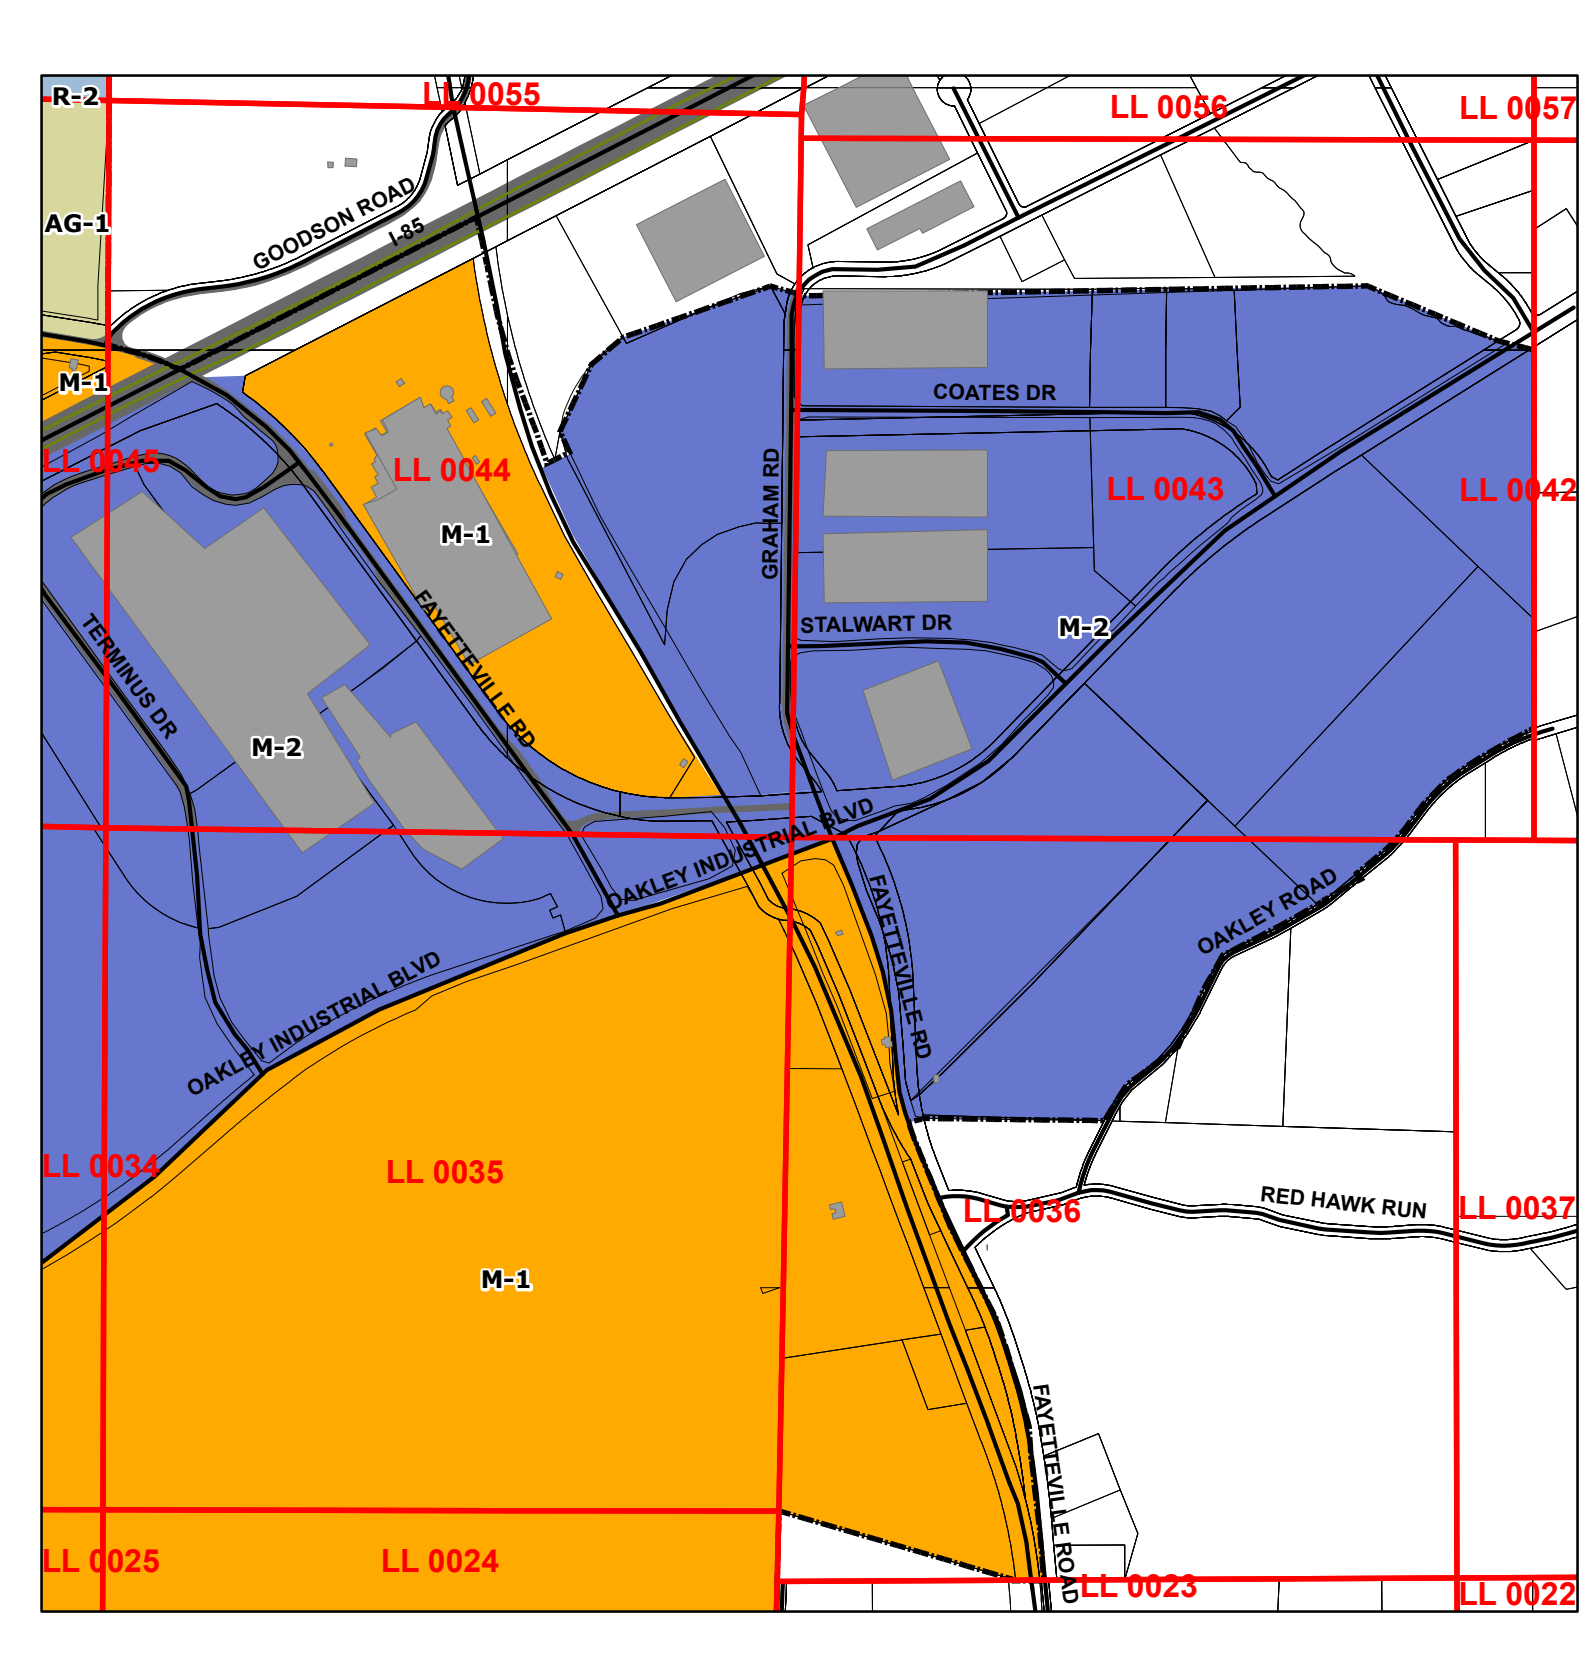 R-2
LL 0055
LL 0056
LL 0057
AG-1
GOODSON ROAD
I-85
M-1
COATES DR
LL 0045
LL 0044
LL 0043
LL 0042
GRAHAM RD
M-1
STALWART DR
M-2
FAYETTEVILLE RD
TERMINUS DR
M-2
OAKLEY INDUSTRIAL BLVD
FAYETTEVILLE RD
OAKLEY ROAD
OAKLEY INDUSTRIAL BLVD
LL 0034
LL 0035
LL 0036
RED HAWK RUN
LL 0037
M-1
FAYETTEVILLE ROAD
LL 0025
LL 0024
LL 0023
LL 0022